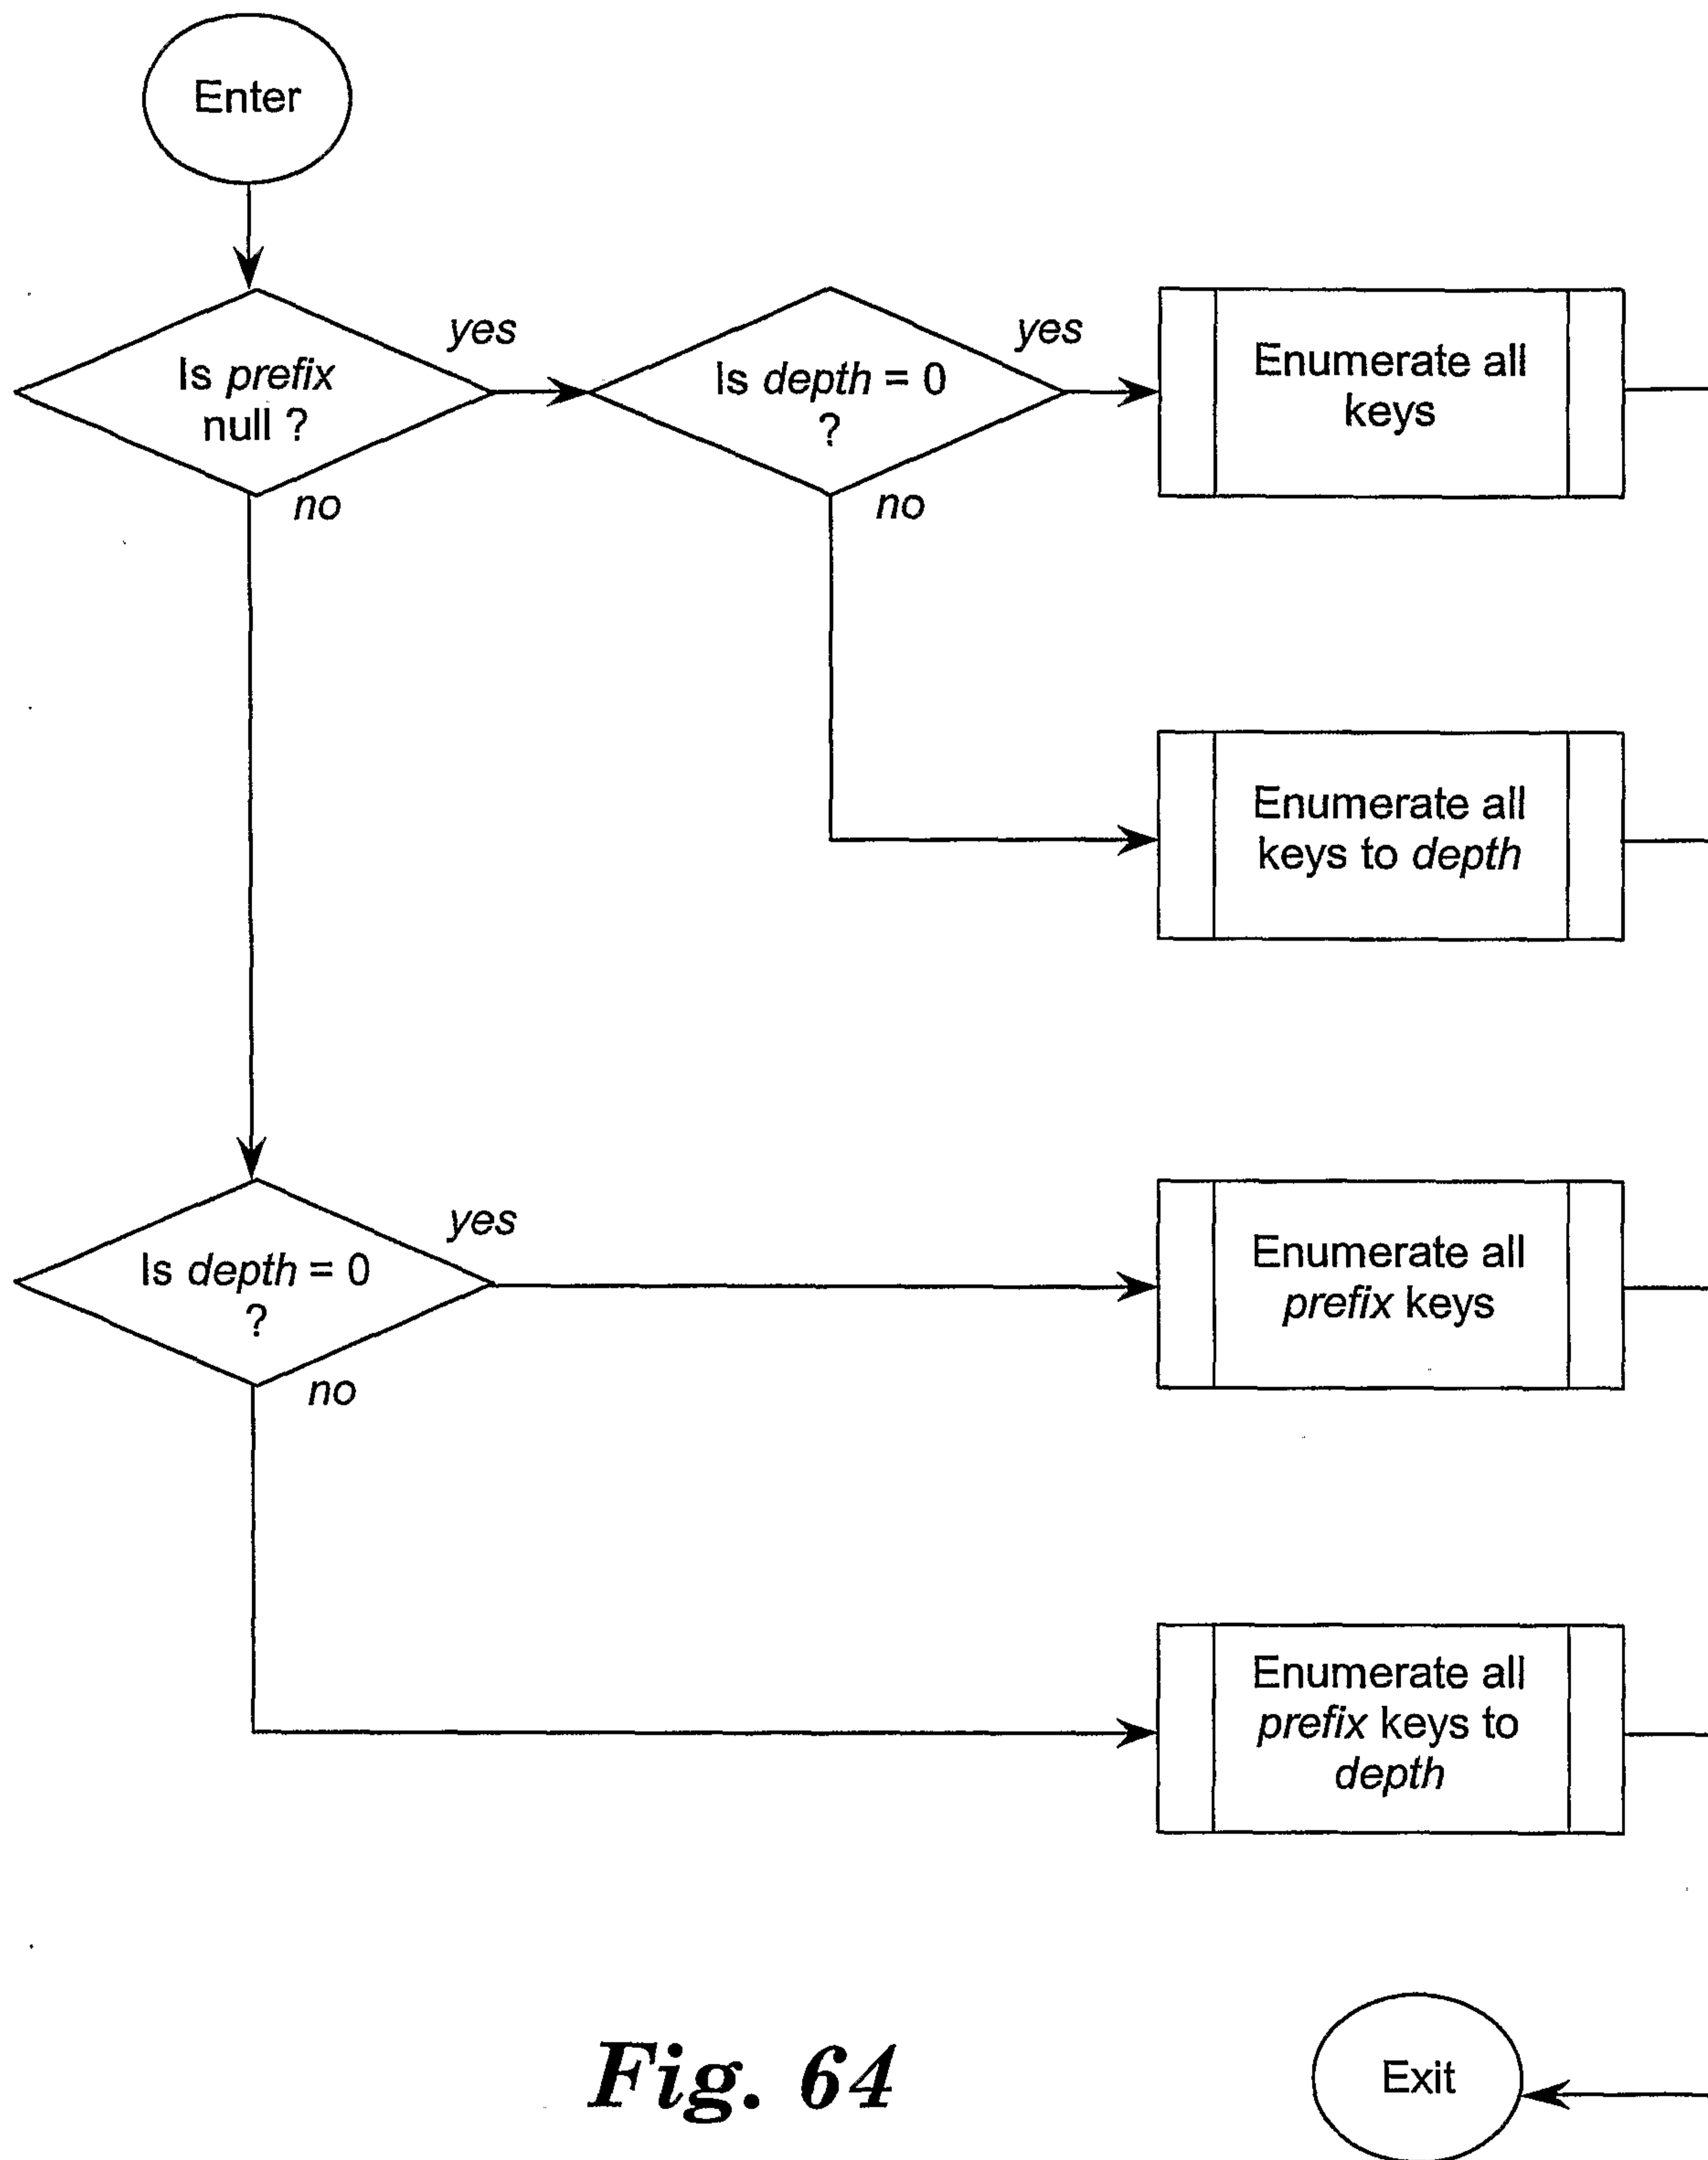 Enter
yes
yes
Is prefix
null ?
Is depth = 0
?
Enumerate all
keys
no
no
Enumerate all
keys to depth
yes
Is depth = 0
?
Enumerate all
prefix keys
no
Enumerate all
prefix keys to
depth
Fig. 64
Exit